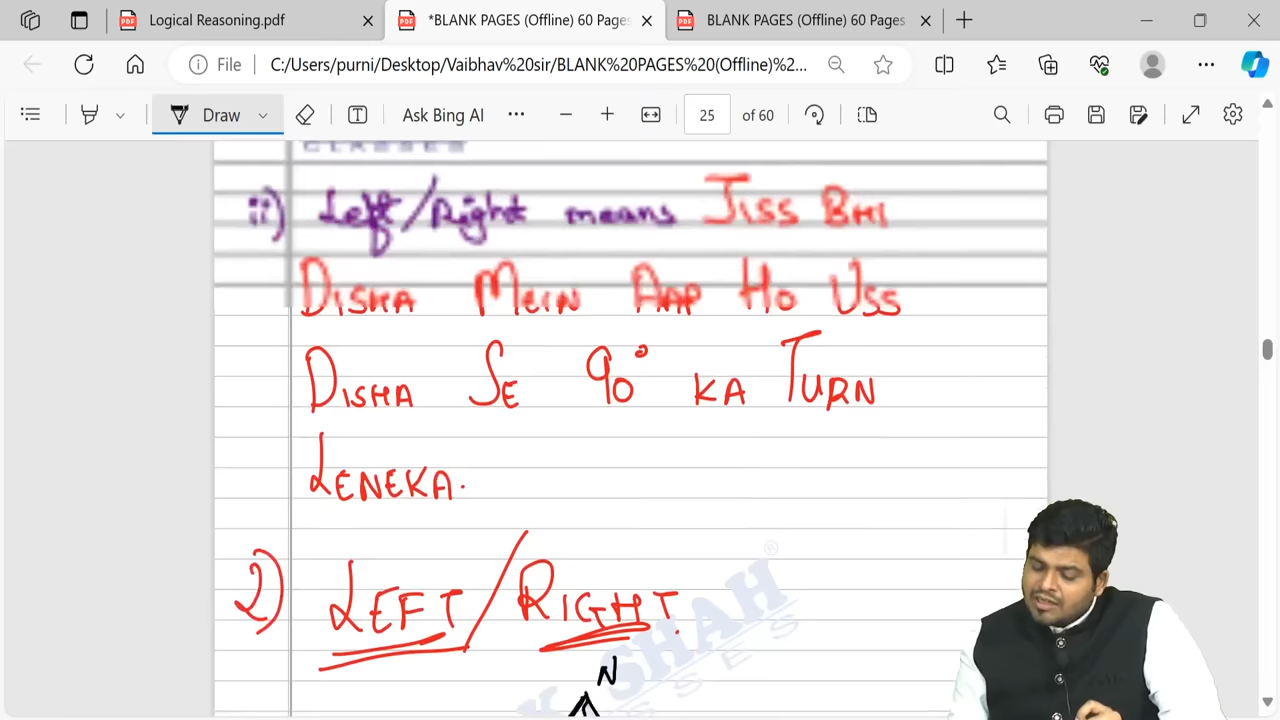 Logical Reasoning.pdf
*BLANK PAGES (Offline) 60 Pages
BLANK PAGES (Offline) 60 Pages
File
C:/Users/purni/Desktop/Vaibhav%20sir/BLANK%20PAGES%20(Offline)%2...
Draw
Ask Bing AI
25 of 60
CLASSES
ii) Left/Right means JISS BHI
DISHA MEIN AAP HO USS
DISHA SE 90° KA TURN
LENEKA.
2) LEFT/RIGHT.
N
SHAH